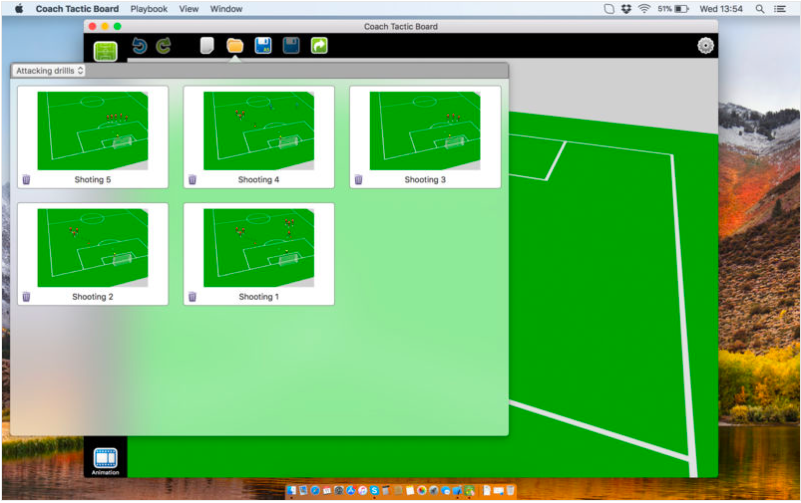 Coach Tactic Board Playbook View Window 51% Wed 13:54
Coach Tactic Board
Attacking drills
Shoting 5 Shooting 4 Shooting 3
Shooting 2 Shooting 1
Animation